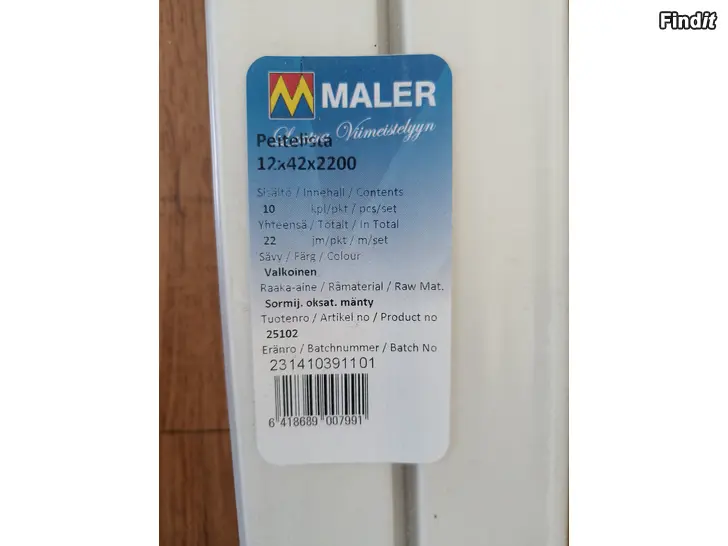 Findit
MALER
Viimeistelyyn
Peitelista
12x42x2200
Sisältö / Innehåll / Contents
10 kpl/pkt / pcs/set
Yhteensä / Totalt / In Total
22 jm/pkt / m/set
Sävy / Färg / Colour
Valkoinen
Raaka-aine / Råmaterial / Raw Mat.
Sormij. oksat. mänty
Tuotenro / Artikel no / Product no
25102
Eränro / Batchnummer / Batch No
231410391101
6 418689 007991